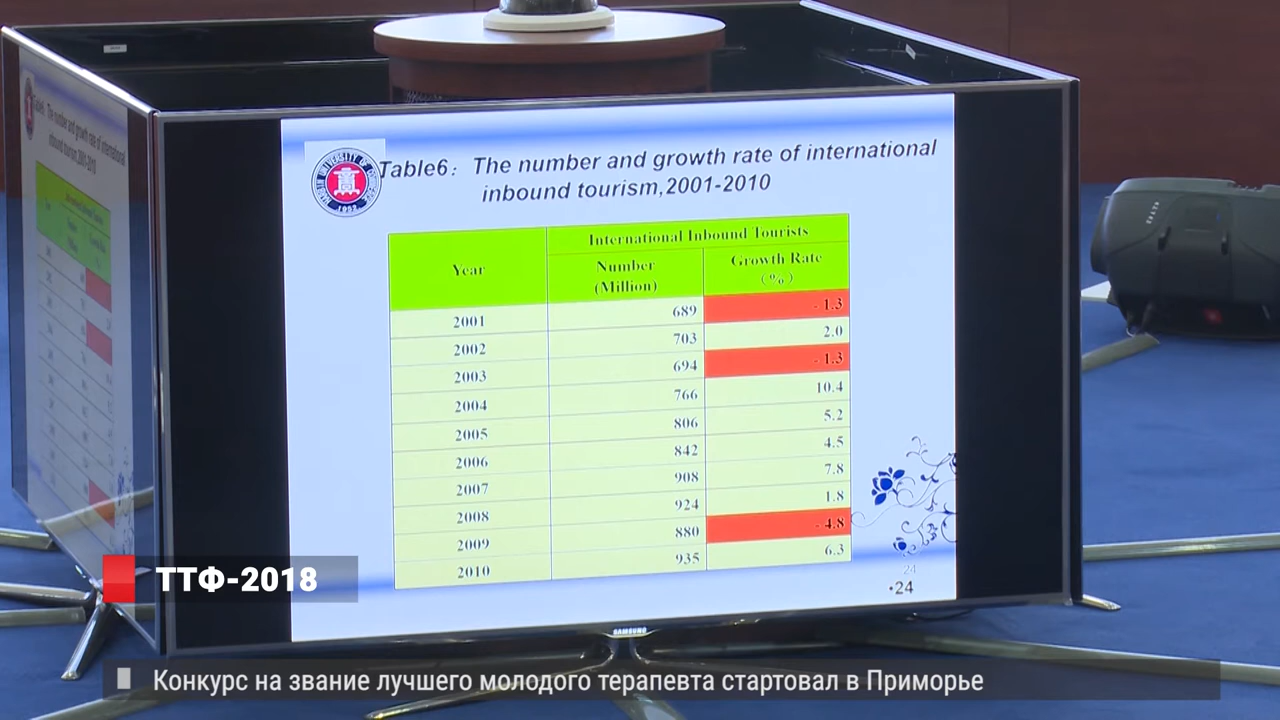 Table6： The number and growth rate of international
inbound tourism,2001-2010
Year
International Inbound Tourists
Number
(Million)
Growth Rate
（%）
2001 689 - 1.3
2002 703 2.0
2003 694 - 1.3
2004 766 10.4
2005 806 5.2
2006 842 4.5
2007 908 7.8
2008 924 1.8
2009 880 - 4.8
2010 935 6.3
24
•24
1952
SAMSUNG
ТТФ-2018
Конкурс на звание лучшего молодого терапевта стартовал в Приморье